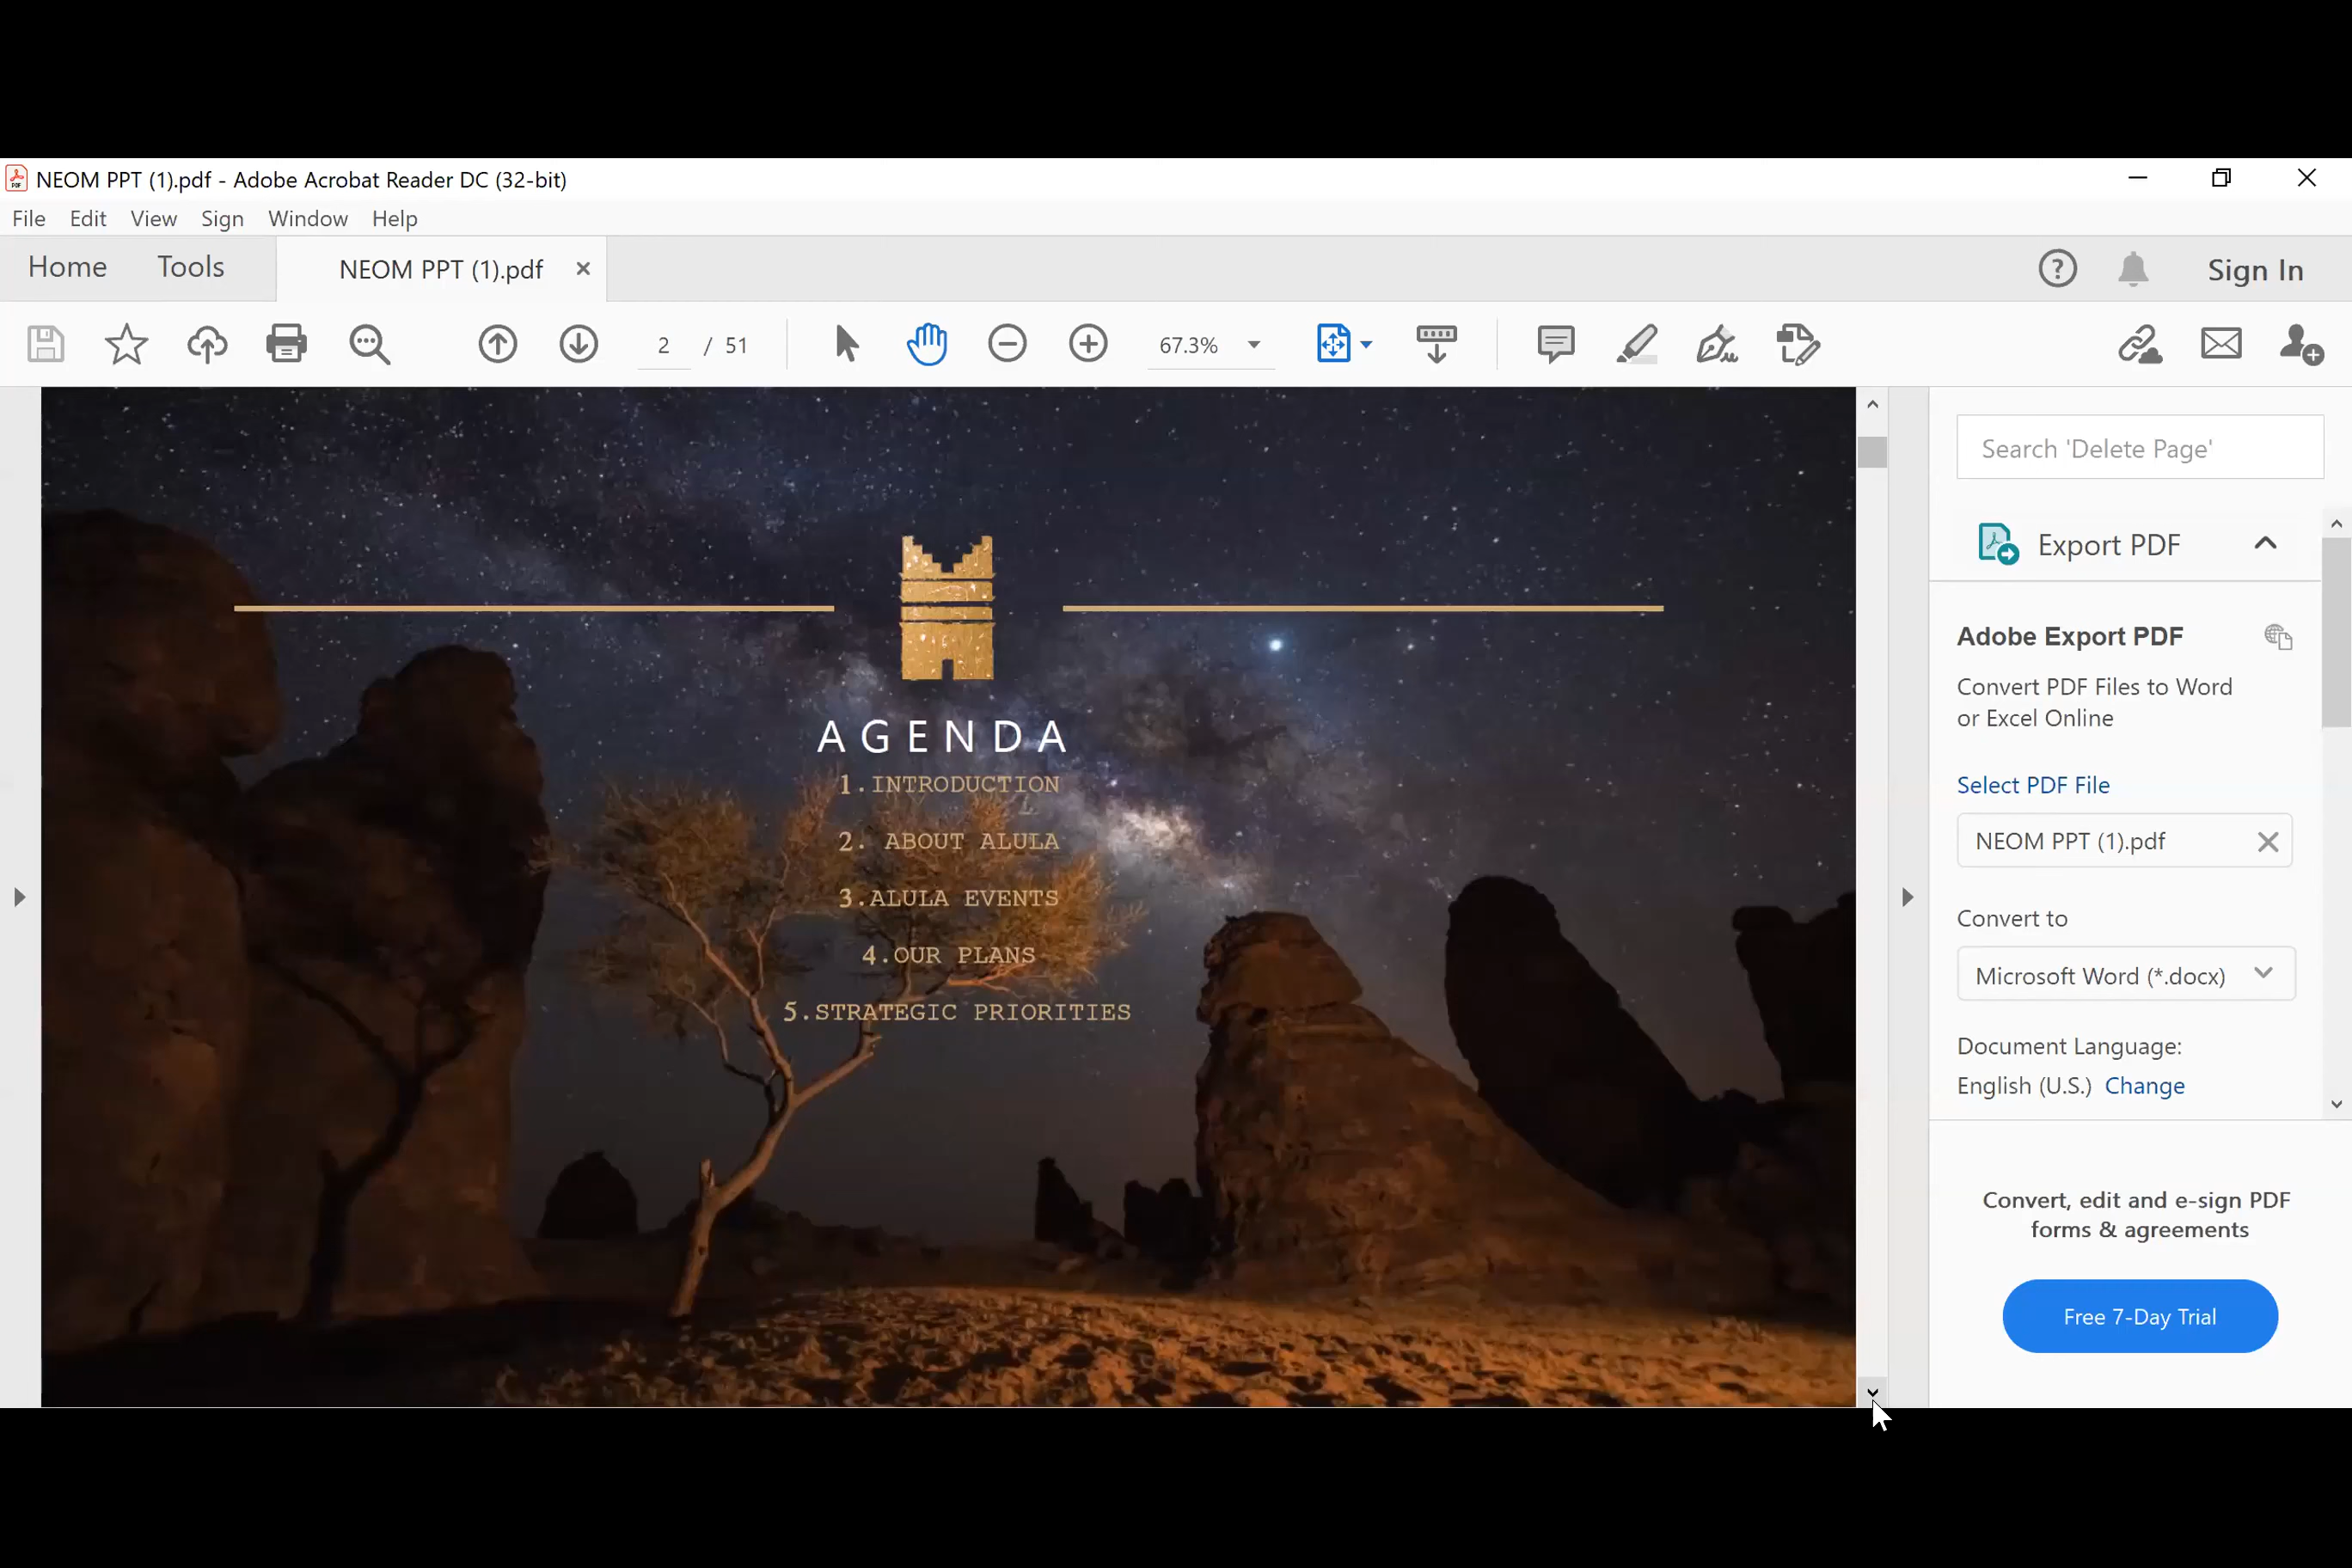 NEOM PPT (1).pdf - Adobe Acrobat Reader DC (32-bit)
File Edit View Sign Window Help
Home Tools NEOM PPT (1).pdf Sign In
2 / 51 67.3%
Search 'Delete Page'
Export PDF
Adobe Export PDF
Convert PDF Files to Word
or Excel Online
Select PDF File
NEOM PPT (1).pdf
Convert to
Microsoft Word (*.docx)
Document Language:
English (U.S.) Change
Convert, edit and e-sign PDF
forms & agreements
Free 7-Day Trial
AGENDA
1.INTRODUCTION
2. ABOUT ALULA
3.ALULA EVENTS
4.OUR PLANS
5.STRATEGIC PRIORITIES